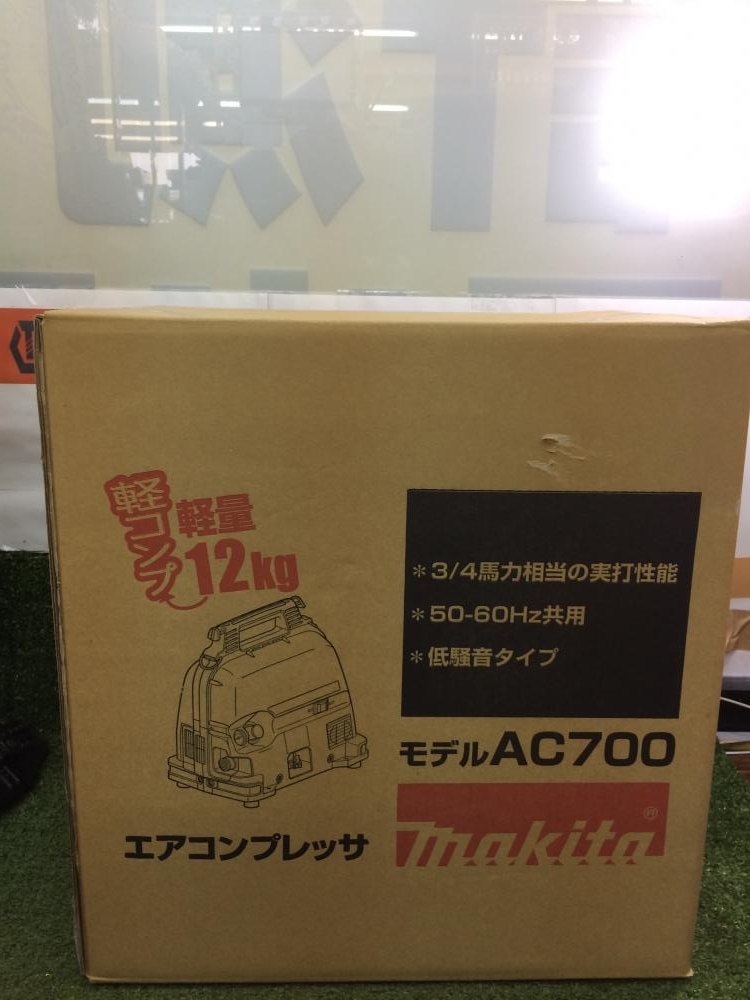 軽コンプ
軽量
12kg
*3/4馬力相当の実打性能
*50-60Hz共用
*低騒音タイプ
モデルAC700
エアコンプレッサ
makita®